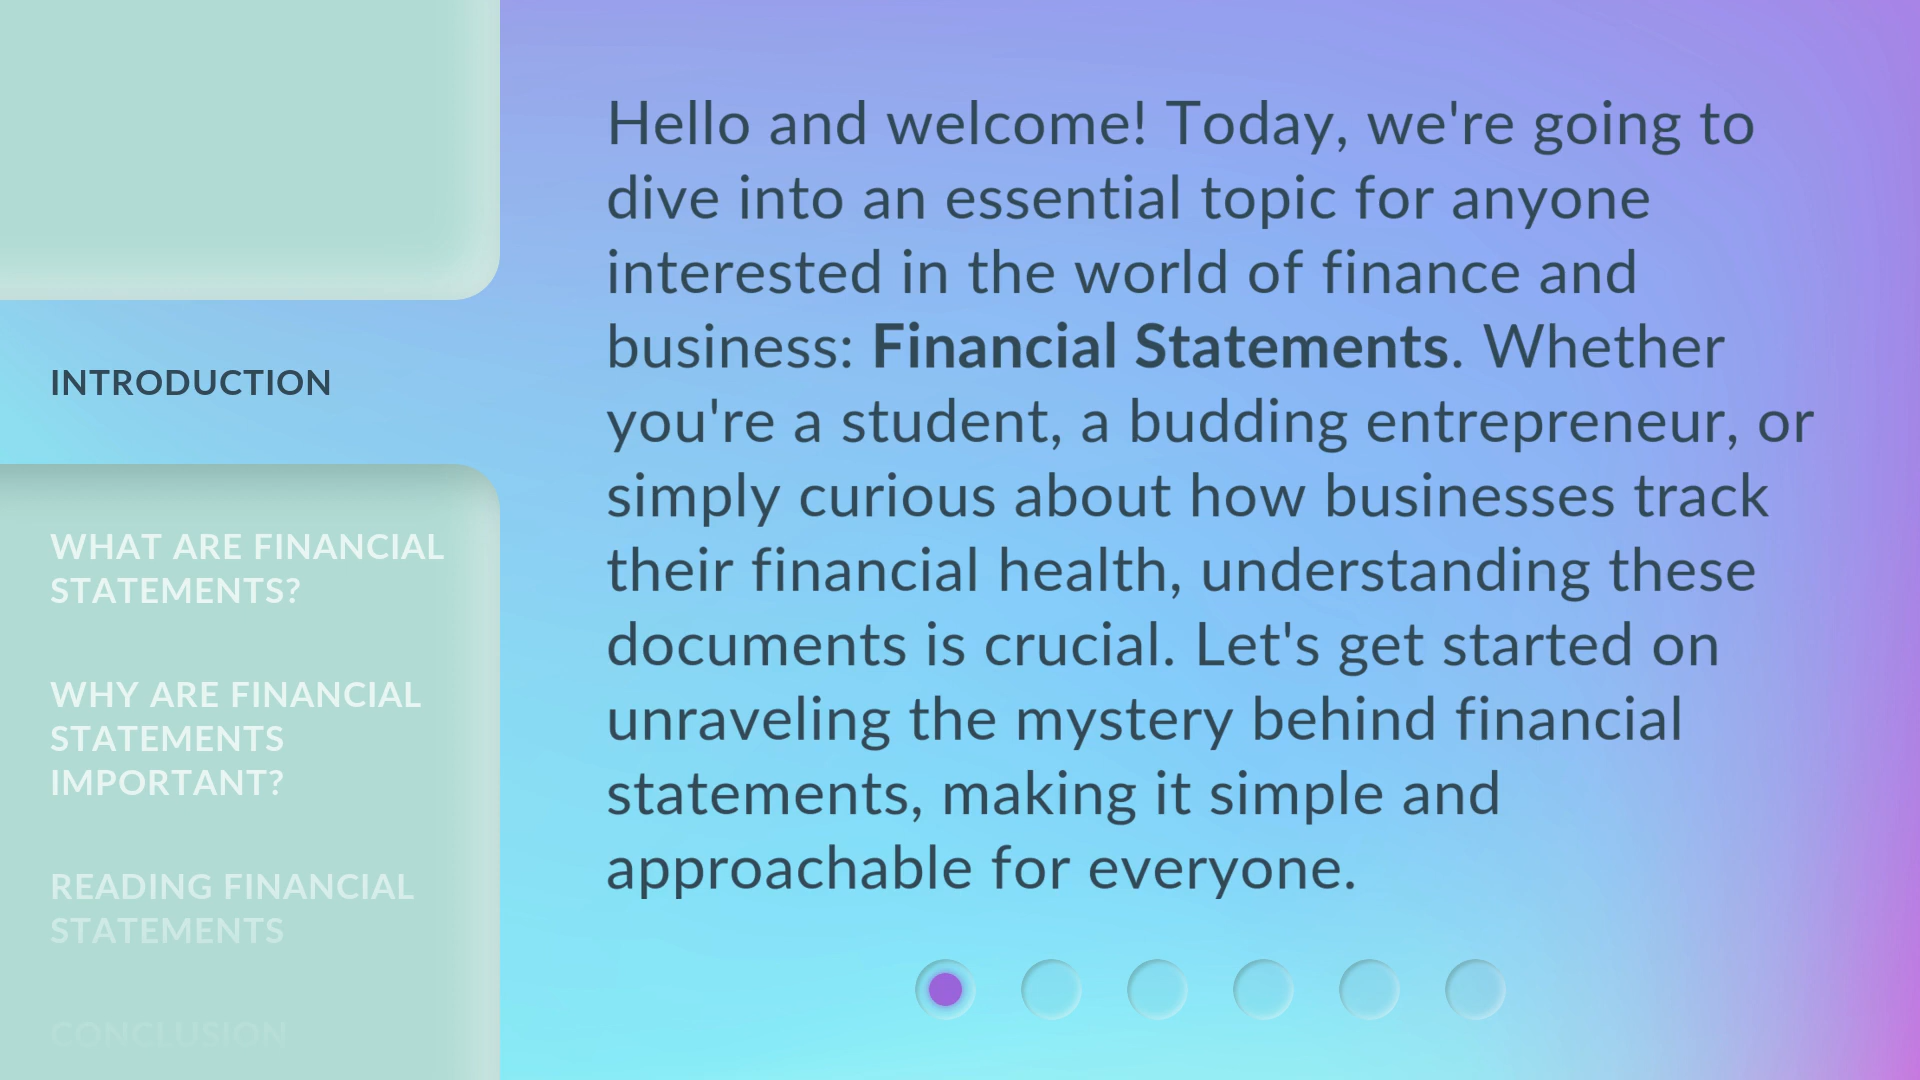 INTRODUCTION
WHAT ARE FINANCIAL
STATEMENTS?
WHY ARE FINANCIAL
STATEMENTS
IMPORTANT?
READING FINANCIAL
STATEMENTS
CONCLUSION
Hello and welcome! Today, we're going to
dive into an essential topic for anyone
interested in the world of finance and
business: Financial Statements. Whether
you're a student, a budding entrepreneur, or
simply curious about how businesses track
their financial health, understanding these
documents is crucial. Let's get started on
unraveling the mystery behind financial
statements, making it simple and
approachable for everyone.